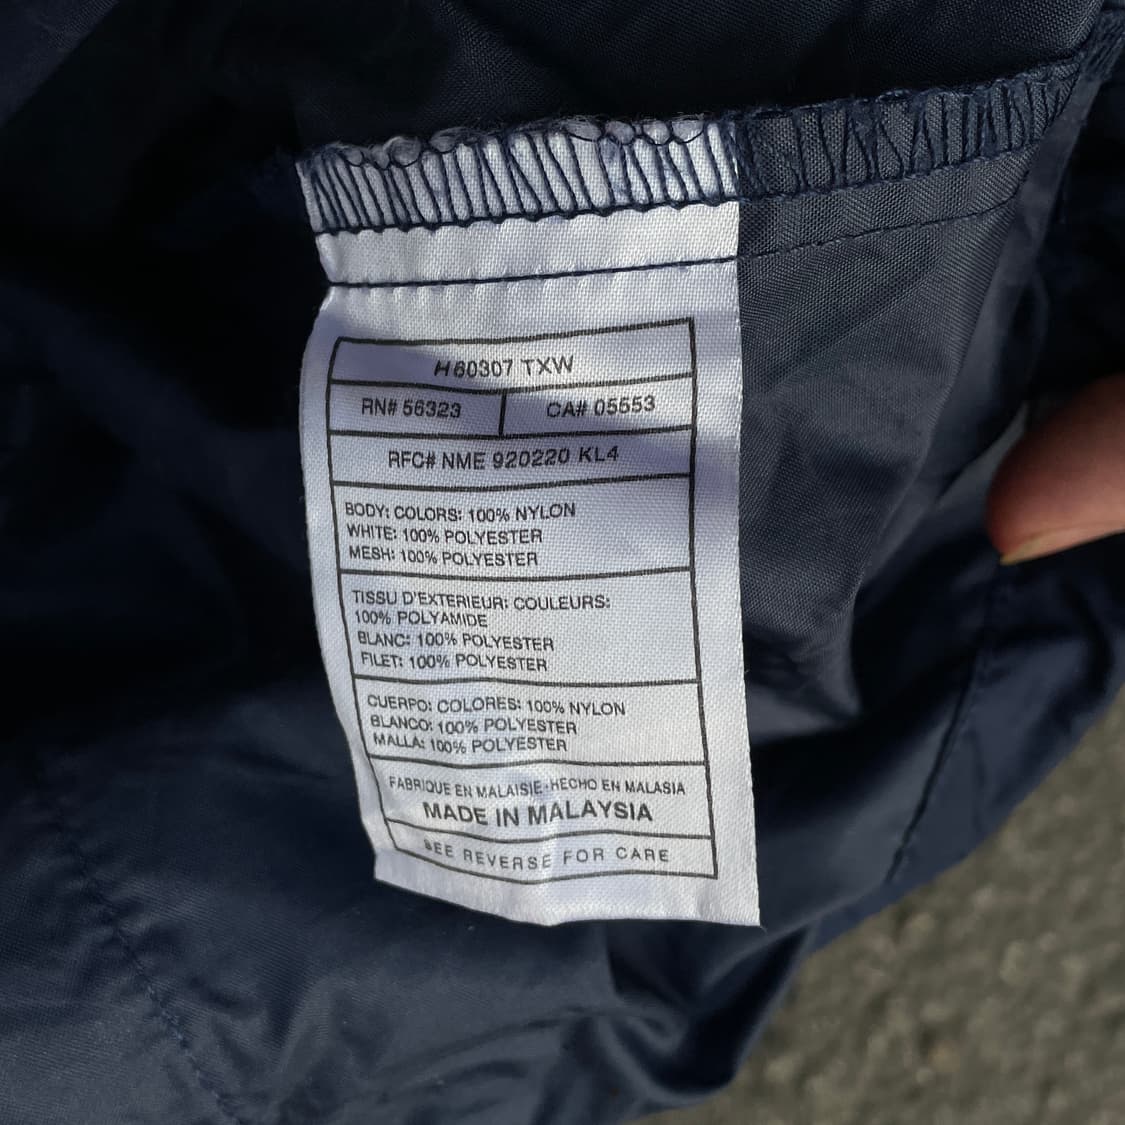 H60307 TXW
RN# 56323 CA# 05553
RFC# NME 920220 KL4
BODY: COLORS: 100% NYLON
WHITE: 100% POLYESTER
MESH: 100% POLYESTER
TISSU D'EXTERIEUR: COULEURS:
100% POLYAMIDE
BLANC: 100% POLYESTER
FILET: 100% POLYESTER
CUERPO: COLORES: 100% NYLON
BLANCO: 100% POLYESTER
MALLA: 100% POLYESTER
FABRIQUE EN MALAISIE·HECHO EN MALASIA
MADE IN MALAYSIA
SEE REVERSE FOR CARE